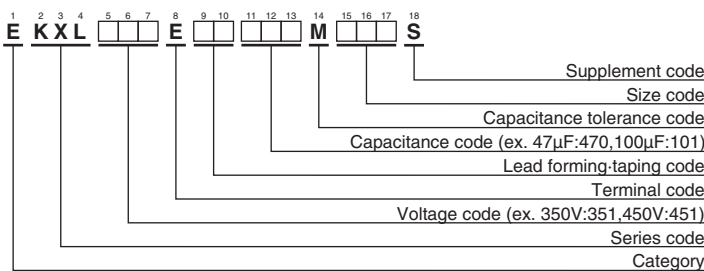 1 2 3 4 5 6 7 8 9 10 11 12 13 14 15 16 17 18
E KXL □□□ E □□ □□□ M □□□ S
Supplement code
Size code
Capacitance tolerance code
Capacitance code (ex. 47µF:470,100µF:101)
Lead forming·taping code
Terminal code
Voltage code (ex. 350V:351,450V:451)
Series code
Category